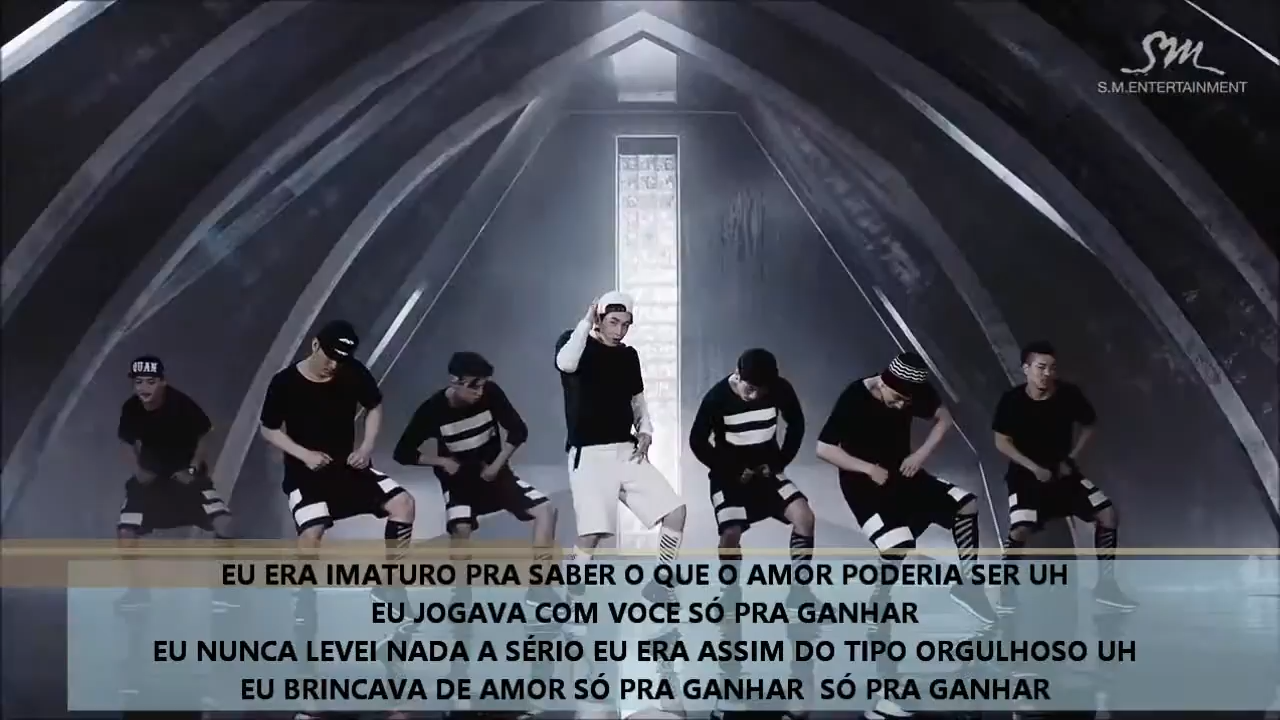 SM
S.M.ENTERTAINMENT
QUAN
EU ERA IMATURO PRA SABER O QUE O AMOR PODERIA SER UH
EU JOGAVA COM VOCE SÓ PRA GANHAR
EU NUNCA LEVEI NADA A SÉRIO EU ERA ASSIM DO TIPO ORGULHOSO UH
EU BRINCAVA DE AMOR SÓ PRA GANHAR  SÓ PRA GANHAR